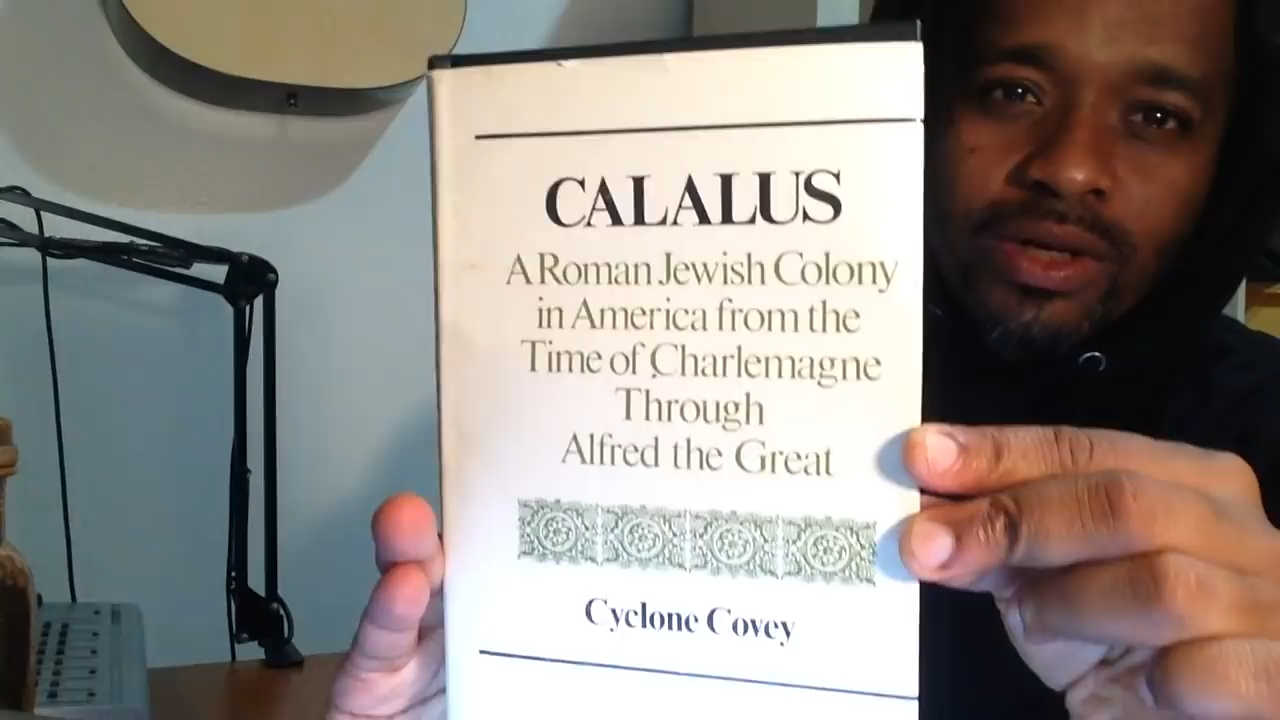 CALALUS
A Roman Jewish Colony
in America from the
Time of Charlemagne
Through
Alfred the Great
Cyclone Covey